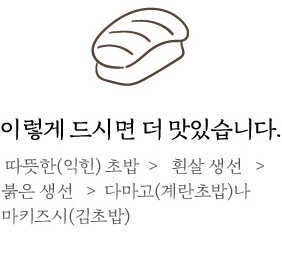 이렇게 드시면 더 맛있습니다.
따뜻한(익힌) 초밥 > 흰살 생선 >
붉은 생선 > 다마고(계란초밥)나
마키즈시(김초밥)